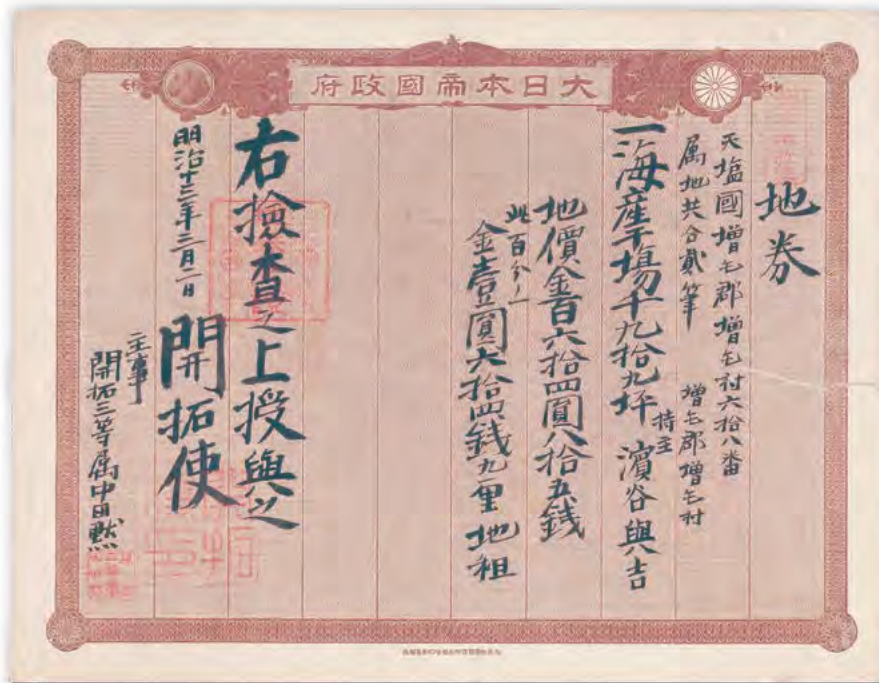 大日本帝國政府
地券
天塩國増毛郡増毛村六拾八番
属地共合貳筆 増毛郡増毛村
一海産干場千九拾九坪 持主 濱谷與吉
地價金百六拾四圓八拾五銭
此百分ノ一
金壹圓六拾四銭九厘 地租
右撿査之上授與之
明治十三年三月二日 開拓使
主事
開拓三等属中田黙